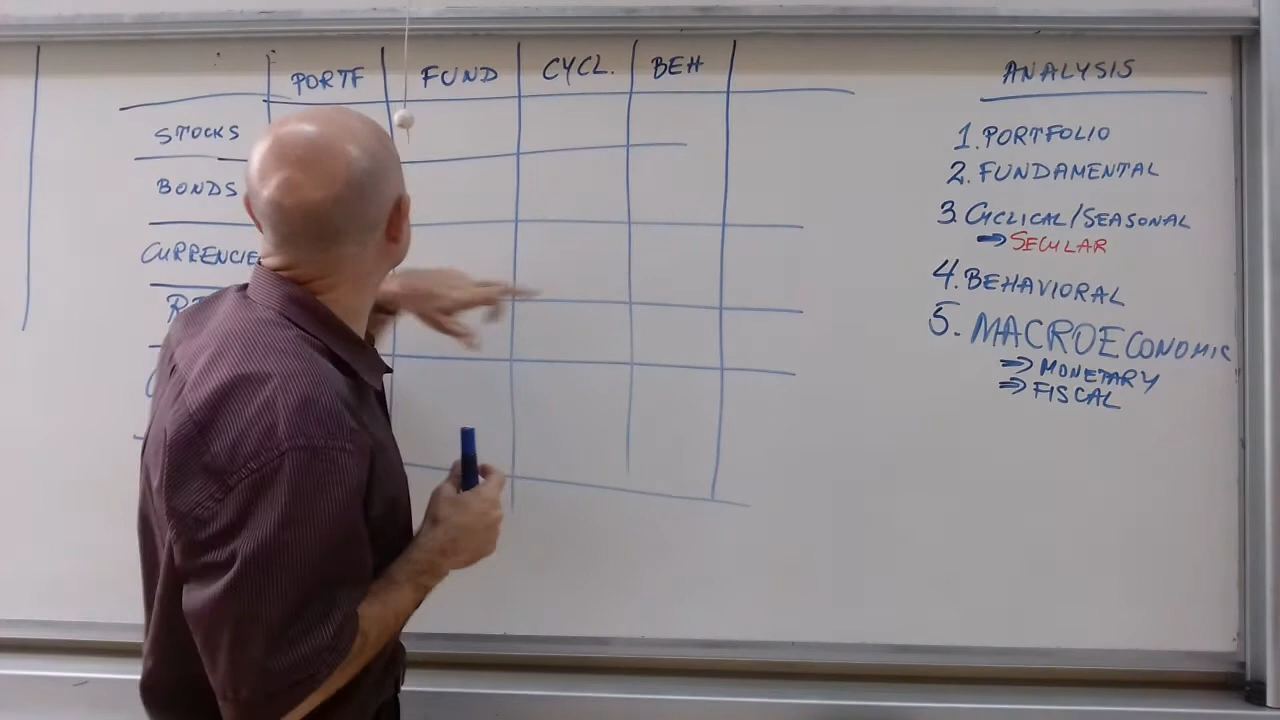 PORTF FUND CYCL. BEH
STOCKS
BONDS
ANALYSIS
1. PORTFOLIO
2. FUNDAMENTAL
3. CYCLICAL/SEASONAL
⇒ SECULAR
4. BEHAVIORAL
5. MACROECONOMIC
⇒ MONETARY
⇒ FISCAL